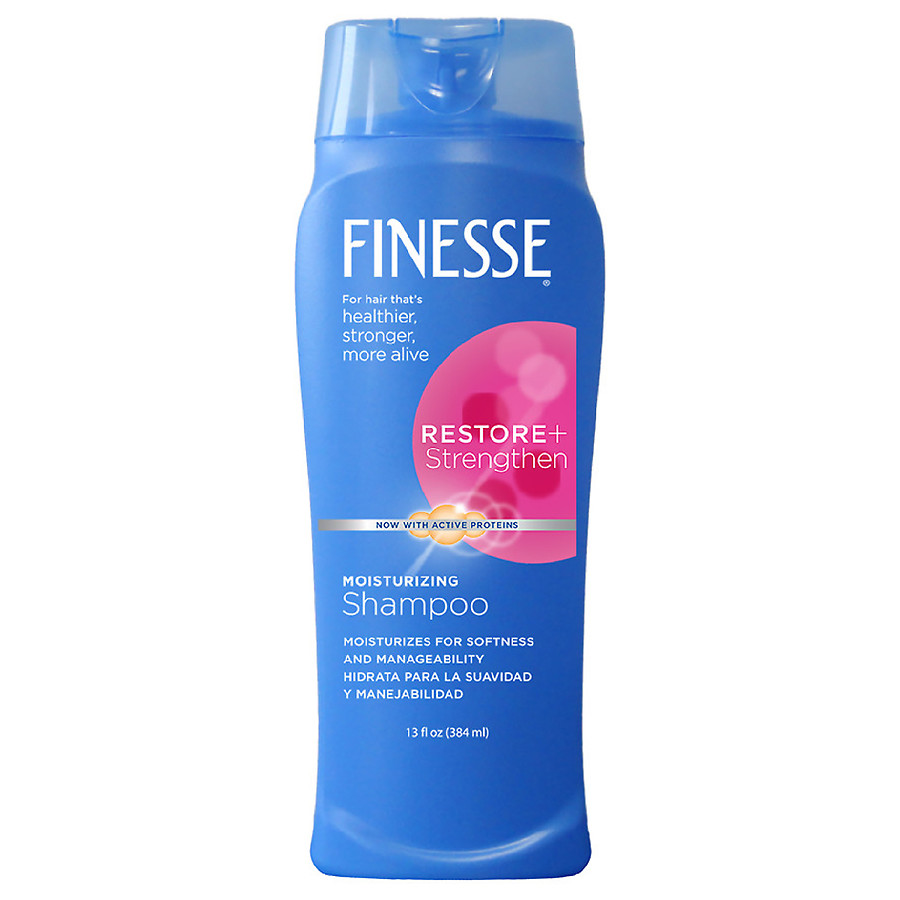 FINESSE®
For hair that's
healthier,
stronger,
more alive
RESTORE+
Strengthen
NOW WITH ACTIVE PROTEINS
MOISTURIZING
Shampoo
MOISTURIZES FOR SOFTNESS
AND MANAGEABILITY
HIDRATA PARA LA SUAVIDAD
Y MANEJABILIDAD
13 fl oz (384 ml)